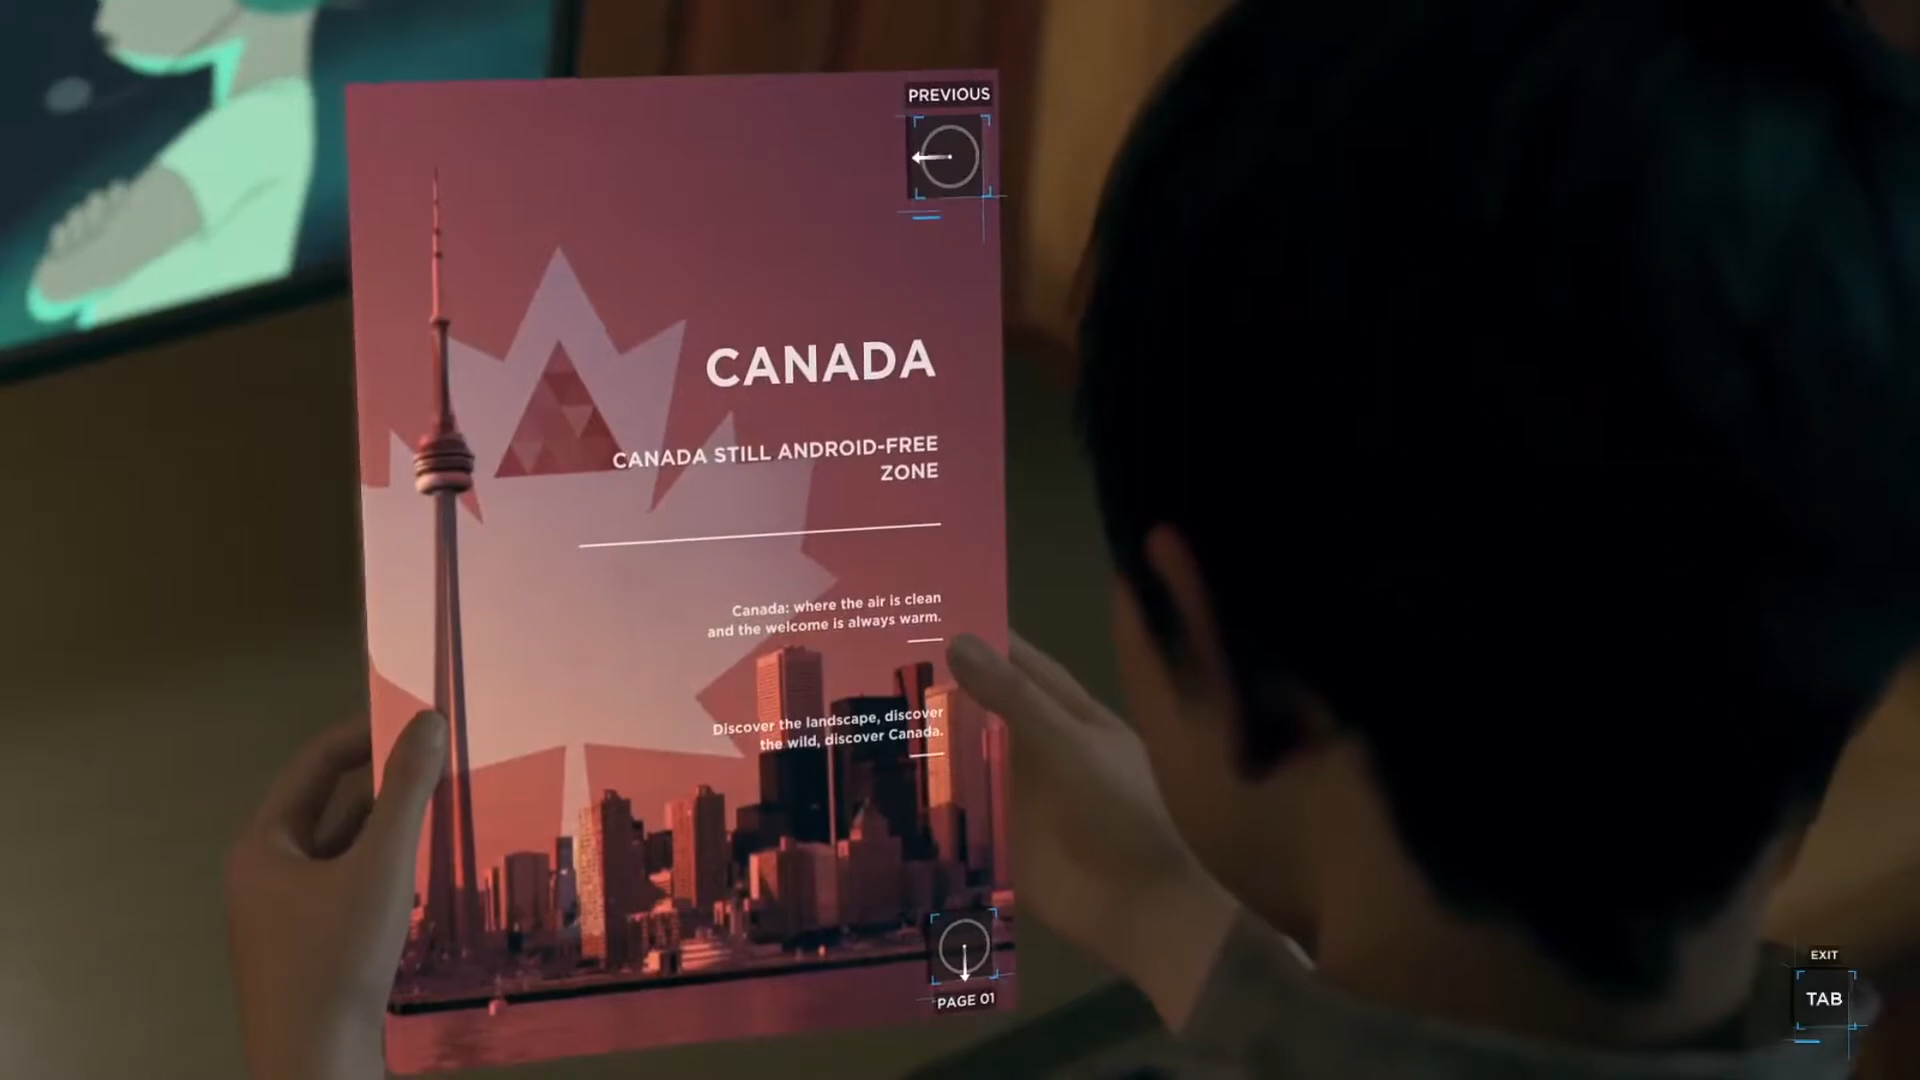 PREVIOUS
CANADA
CANADA STILL ANDROID-FREE
ZONE
Canada: where the air is clean
and the welcome is always warm.
Discover the landscape, discover
the wild, discover Canada.
PAGE 01
EXIT
TAB